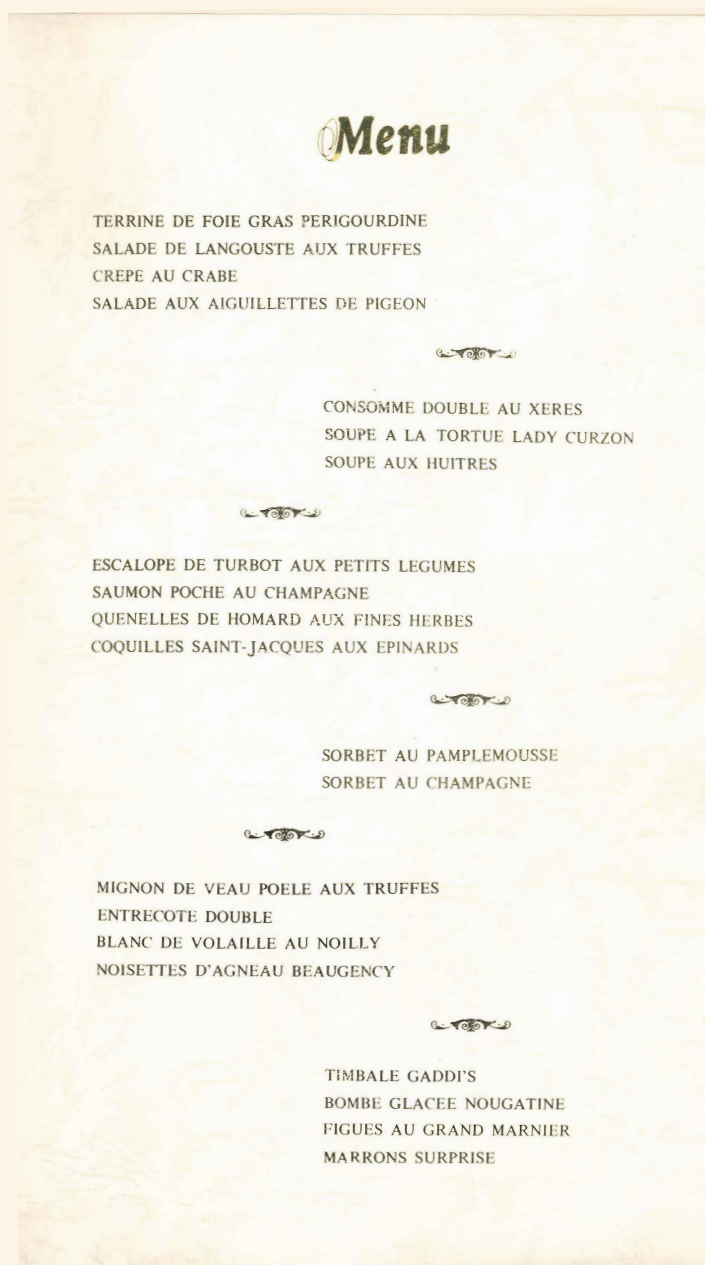 Menu
TERRINE DE FOIE GRAS PERIGOURDINE
SALADE DE LANGOUSTE AUX TRUFFES
CREPE AU CRABE
SALADE AUX AIGUILLETTES DE PIGEON
CONSOMME DOUBLE AU XERES
SOUPE A LA TORTUE LADY CURZON
SOUPE AUX HUITRES
ESCALOPE DE TURBOT AUX PETITS LEGUMES
SAUMON POCHE AU CHAMPAGNE
QUENELLES DE HOMARD AUX FINES HERBES
COQUILLES SAINT-JACQUES AUX EPINARDS
SORBET AU PAMPLEMOUSSE
SORBET AU CHAMPAGNE
MIGNON DE VEAU POELE AUX TRUFFES
ENTRECOTE DOUBLE
BLANC DE VOLAILLE AU NOILLY
NOISETTES D'AGNEAU BEAUGENCY
TIMBALE GADDI'S
BOMBE GLACEE NOUGATINE
FIGUES AU GRAND MARNIER
MARRONS SURPRISE